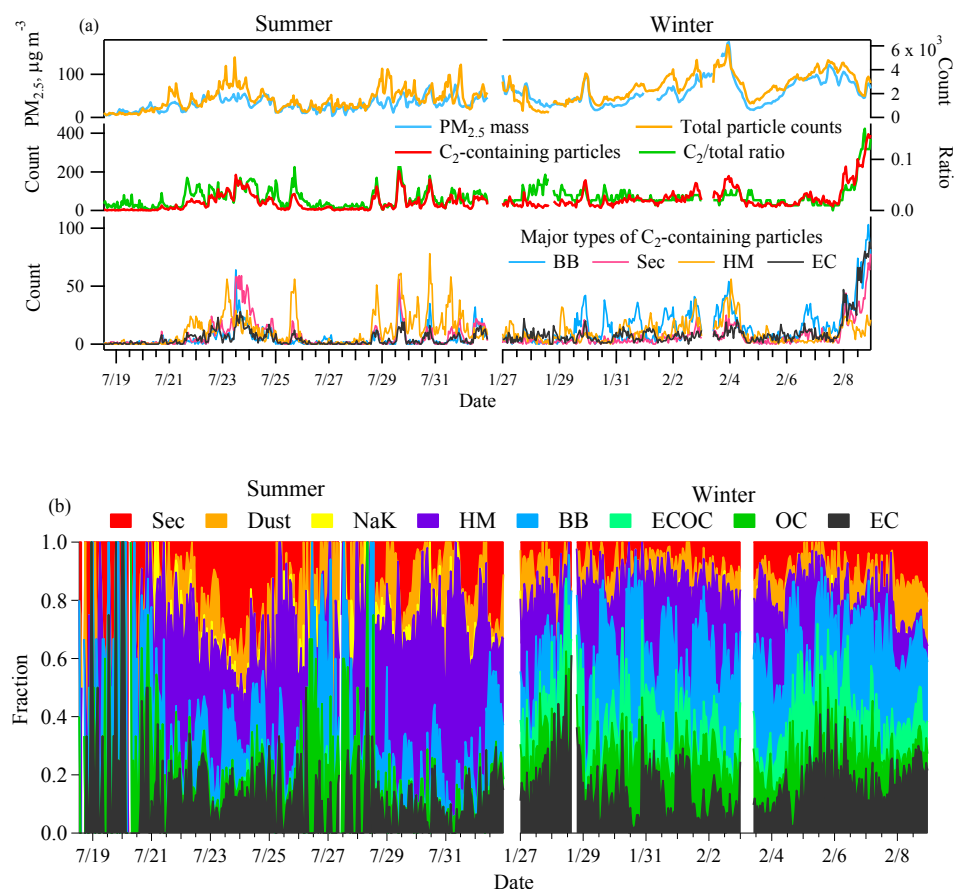 (a)
Summer
Winter
PM2.5, µg m-3
100
0
6 x 10³
4
2
0
Count
PM2.5 mass
Total particle counts
C2-containing particles
C2/total ratio
Count
400
200
0
0.1
0.0
Ratio
Major types of C2-containing particles
BB
Sec
HM
EC
Count
100
50
0
7/19
7/21
7/23
7/25
7/27
7/29
7/31
1/27
1/29
1/31
2/2
2/4
2/6
2/8
Date
(b)
Summer
Winter
Sec
Dust
NaK
HM
BB
ECOC
OC
EC
Fraction
1.0
0.8
0.6
0.4
0.2
0.0
7/19
7/21
7/23
7/25
7/27
7/29
7/31
1/27
1/29
1/31
2/2
2/4
2/6
2/8
Date